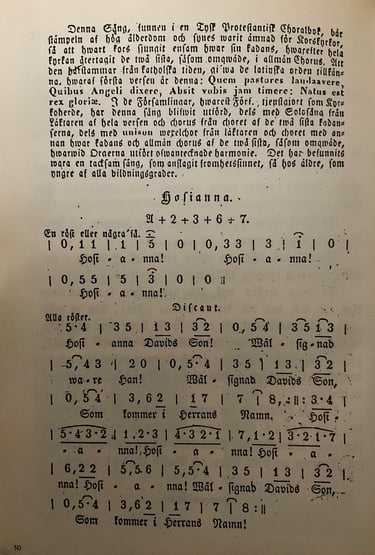 Denna Sång, funnen i en Tysk Protestantisk Choralbok, bär
stämpeln af hög ålderdom och synes warit ämnad för Korskyrkor,
så att hwart kors sjungit ensam hwar sin kadans, hwarefter hela
kyrkan återtagit de twå sista, såsom omqwäde, i allmän Chorus. Att
den härstammar från katholska tiden, gi'wa de latinska orden tillkän-
na, hwaraf första versen är denna: Quem pastores laudavere,
Quibus Angeli dixere, Absit vobis jam timere: Natus est
rex gloriæ. I de Församlingar, hwarest Förf. tjenstgjort som Kyr-
koherde, har denna sång bliswit utförd, dels med Solosång från
läktaren af hela versen och chorus från choret af de twå sista kadan-
serna, dels med unison wexelchor från läktaren och choret med an-
nan hwar kadans och allmän chorus af de twå sista, såsom omqwäde,
hwarwid Orgelns utfört oswantecknade harmonie. Det har befunnits
wara en tacksam sång, som anslagit fromhetssinnet, så hos äldre, som
yngre af alla bildningsgrader.
Hosianna.
A + 2 + 3 + 6 ÷ 7.
En röst eller några få.
| 0, 1 1 | 1 | 5 | 0 | 0, 3 3 | 3 | 1 | 0 |
Hosi - a - nna! Hosi - a - nna!
| 0, 5 5 | 5 | 3 | 0 | 0 |
Hosi - a - nna!
Discant.
Alla röster.
5·4 | 3 5 | 1 3 | 3 2 | 0, 5 4 | 3 5 1 3 |
Hosi - anna Davids Son! Wäl - sig-nad
| 5, 4 3 | 2 0 | 0, 5·4 | 3 5 | 1 3 | 3 2 |
wa-re Han! Wäl - signad Davids Son,
| 0, 5 4 | 3, 6 2 | 1 7 | 7 8, :||: 3·4 |
Som kommer i Herrans Namn. Hosi -
| 5·4·3·2 | 1·2·3 | 4·3 2·1 | 7, 1·2 | 3·2·1·7 |
- a - nna! Hosi - a - nna! Hosi - a -
| 6, 2 2 | 5, 5 6 | 5, 5·4 | 3 5 | 1 3 | 3 2 |
nna! Hosi - a - nna! Wäl - signad Davids Son,
| 0, 5·4 | 3, 6 2 | 1 7 | 7 8 :||
Som kommer i Herrans Namn!
50